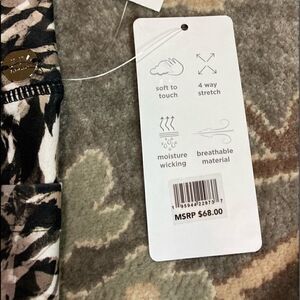 soft to
touch
4 way
stretch
moisture
wicking
breathable
material
MSRP $68.00